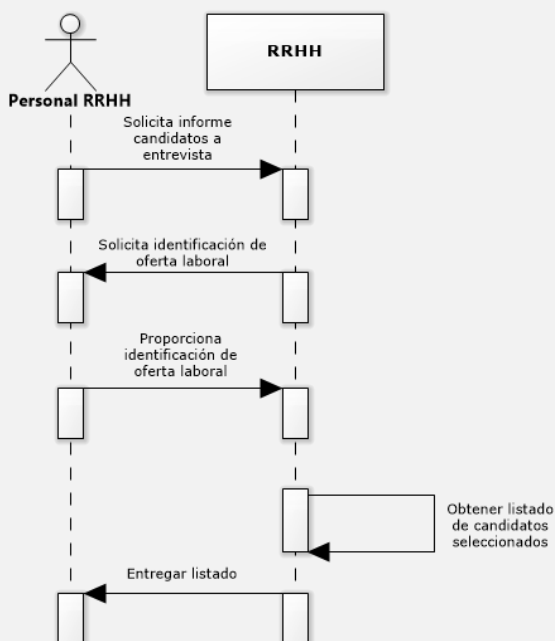 RRHH
Personal RRHH
Solicita informe
candidatos a
entrevista
Solicita identificación de
oferta laboral
Proporciona
identificación de
oferta laboral
Obtener listado
de candidatos
seleccionados
Entregar listado